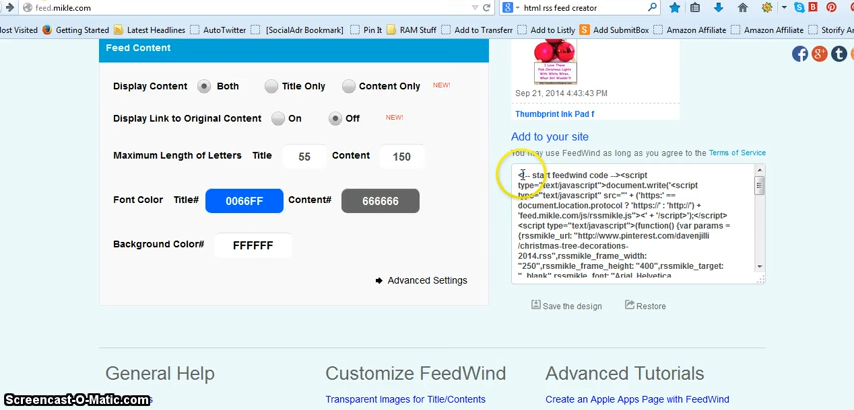 feed.mikle.com
html rss feed creator
Most Visited Getting Started Latest Headlines AutoTwitter [SocialAdr Bookmark] Pin It RAM Stuff Add to Transferr Add to Listly Add SubmitBox Amazon Affiliate Amazon Affiliate Storify
Feed Content
Display Content Both Title Only Content Only NEW!
Display Link to Original Content On Off NEW!
Maximum Length of Letters Title 55 Content 150
Font Color Title# 0066FF Content# 666666
Background Color# FFFFFF
Advanced Settings
Sep 21, 2014 4:43:43 PM
Thumbprint Ink Pad f
Add to your site
You may use FeedWind as long as you agree to the Terms of Service
-- start feedwind code --><script
type="text/javascript">document.write('<script
type="text/javascript" src="' + ('https:' ==
document.location.protocol ? 'https://' : 'http://') +
'feed.mikle.com/js/rssmikle.js"><' + '/script>');</script>
<script type="text/javascript">(function() {var params =
{rssmikle_url: "http://www.pinterest.com/davenjilli
/christmas-tree-decorations-
2014.rss",rssmikle_frame_width:
"250",rssmikle_frame_height: "400",rssmikle_target:
"_blank",rssmikle_font: "Arial, Helvetica,
Save the design Restore
General Help Customize FeedWind Advanced Tutorials
Transparent Images for Title/Contents Create an Apple Apps Page with FeedWind
Screencast-O-Matic.com